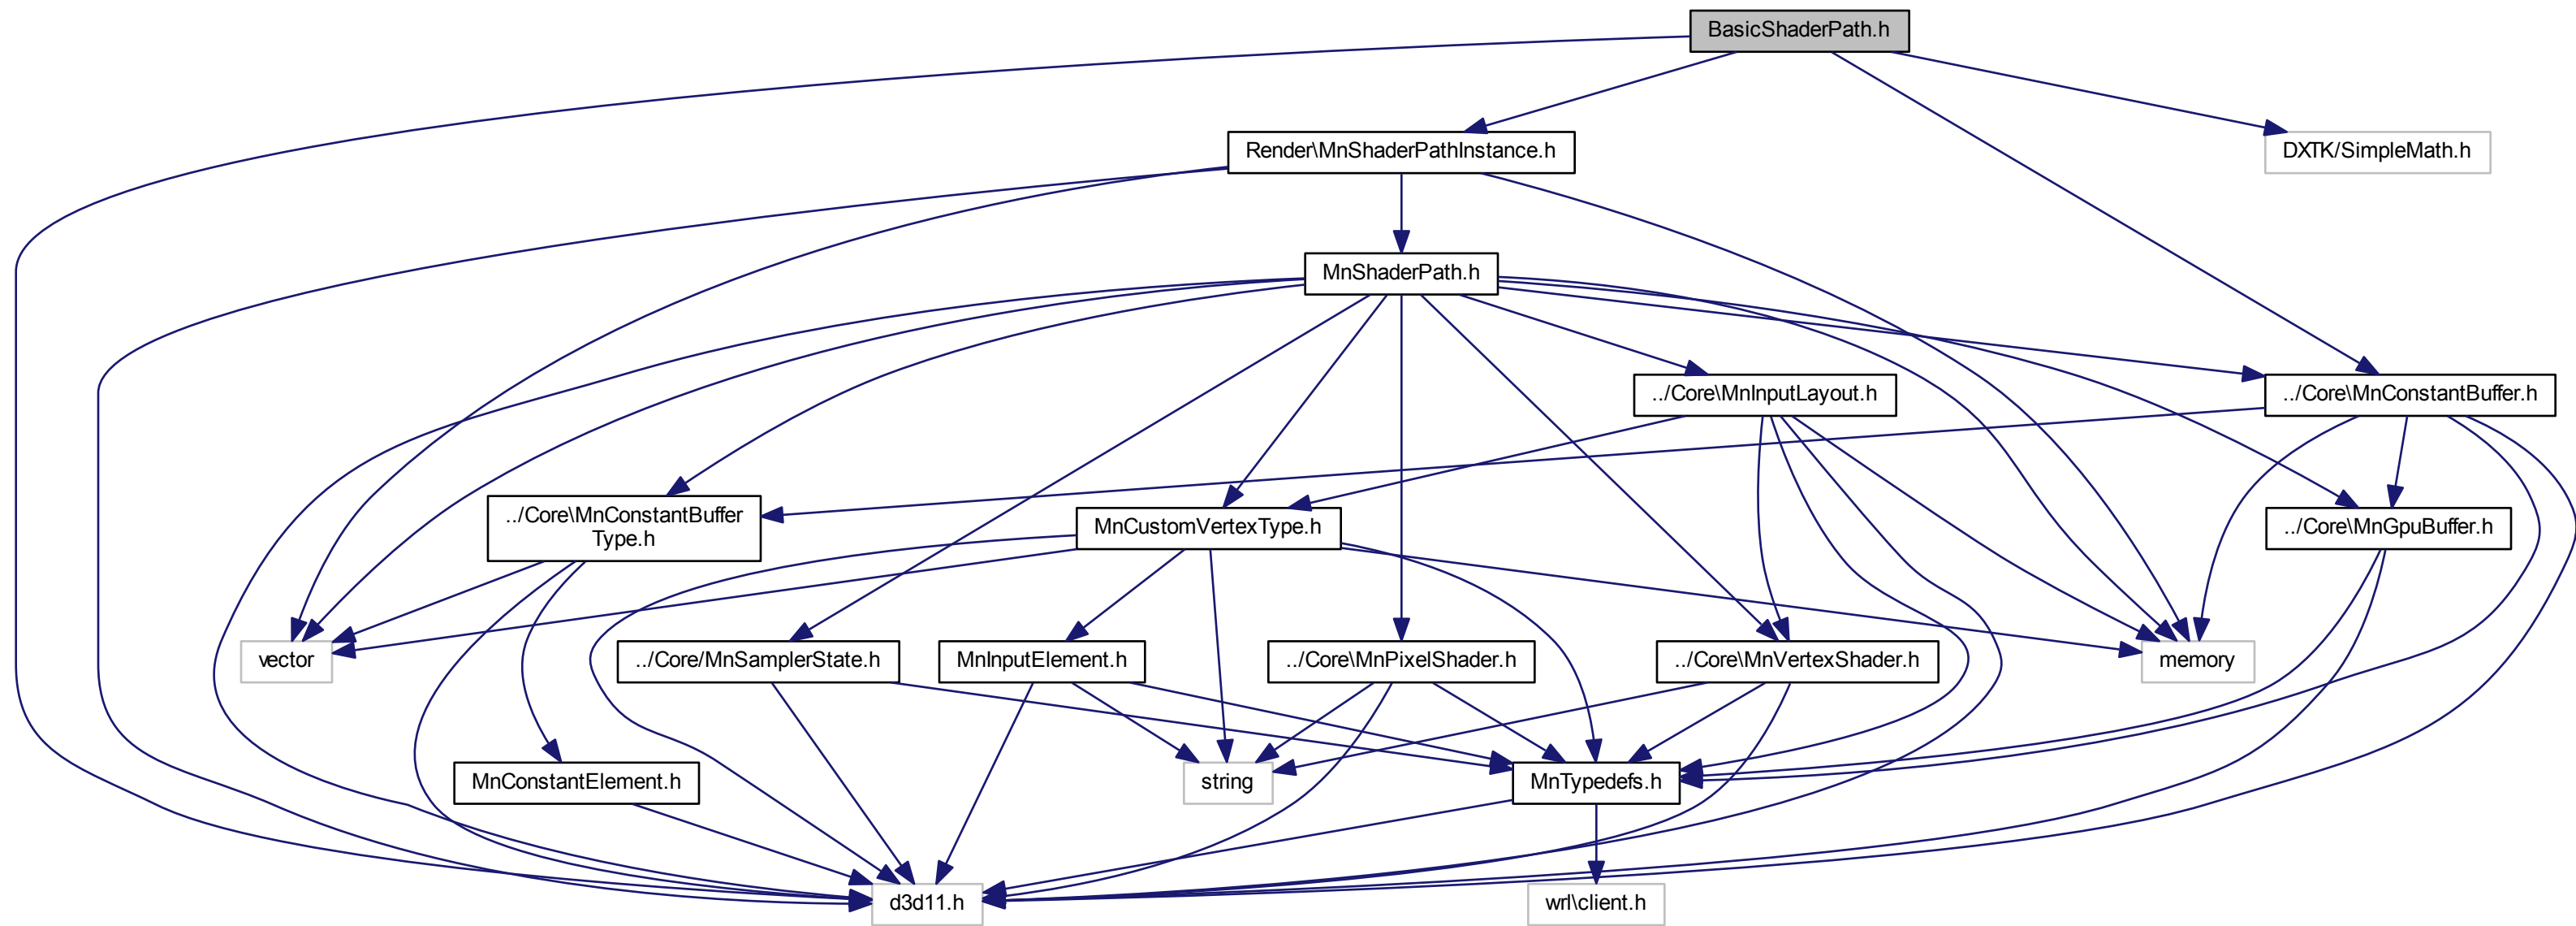 BasicShaderPath.h
Render\MnShaderPathInstance.h
DXTK/SimpleMath.h
MnShaderPath.h
../Core\MnInputLayout.h
../Core\MnConstantBuffer.h
../Core\MnConstantBuffer
Type.h
MnCustomVertexType.h
../Core\MnGpuBuffer.h
vector
../Core/MnSamplerState.h
MnInputElement.h
../Core\MnPixelShader.h
../Core\MnVertexShader.h
memory
MnConstantElement.h
string
MnTypedefs.h
d3d11.h
wrl\client.h